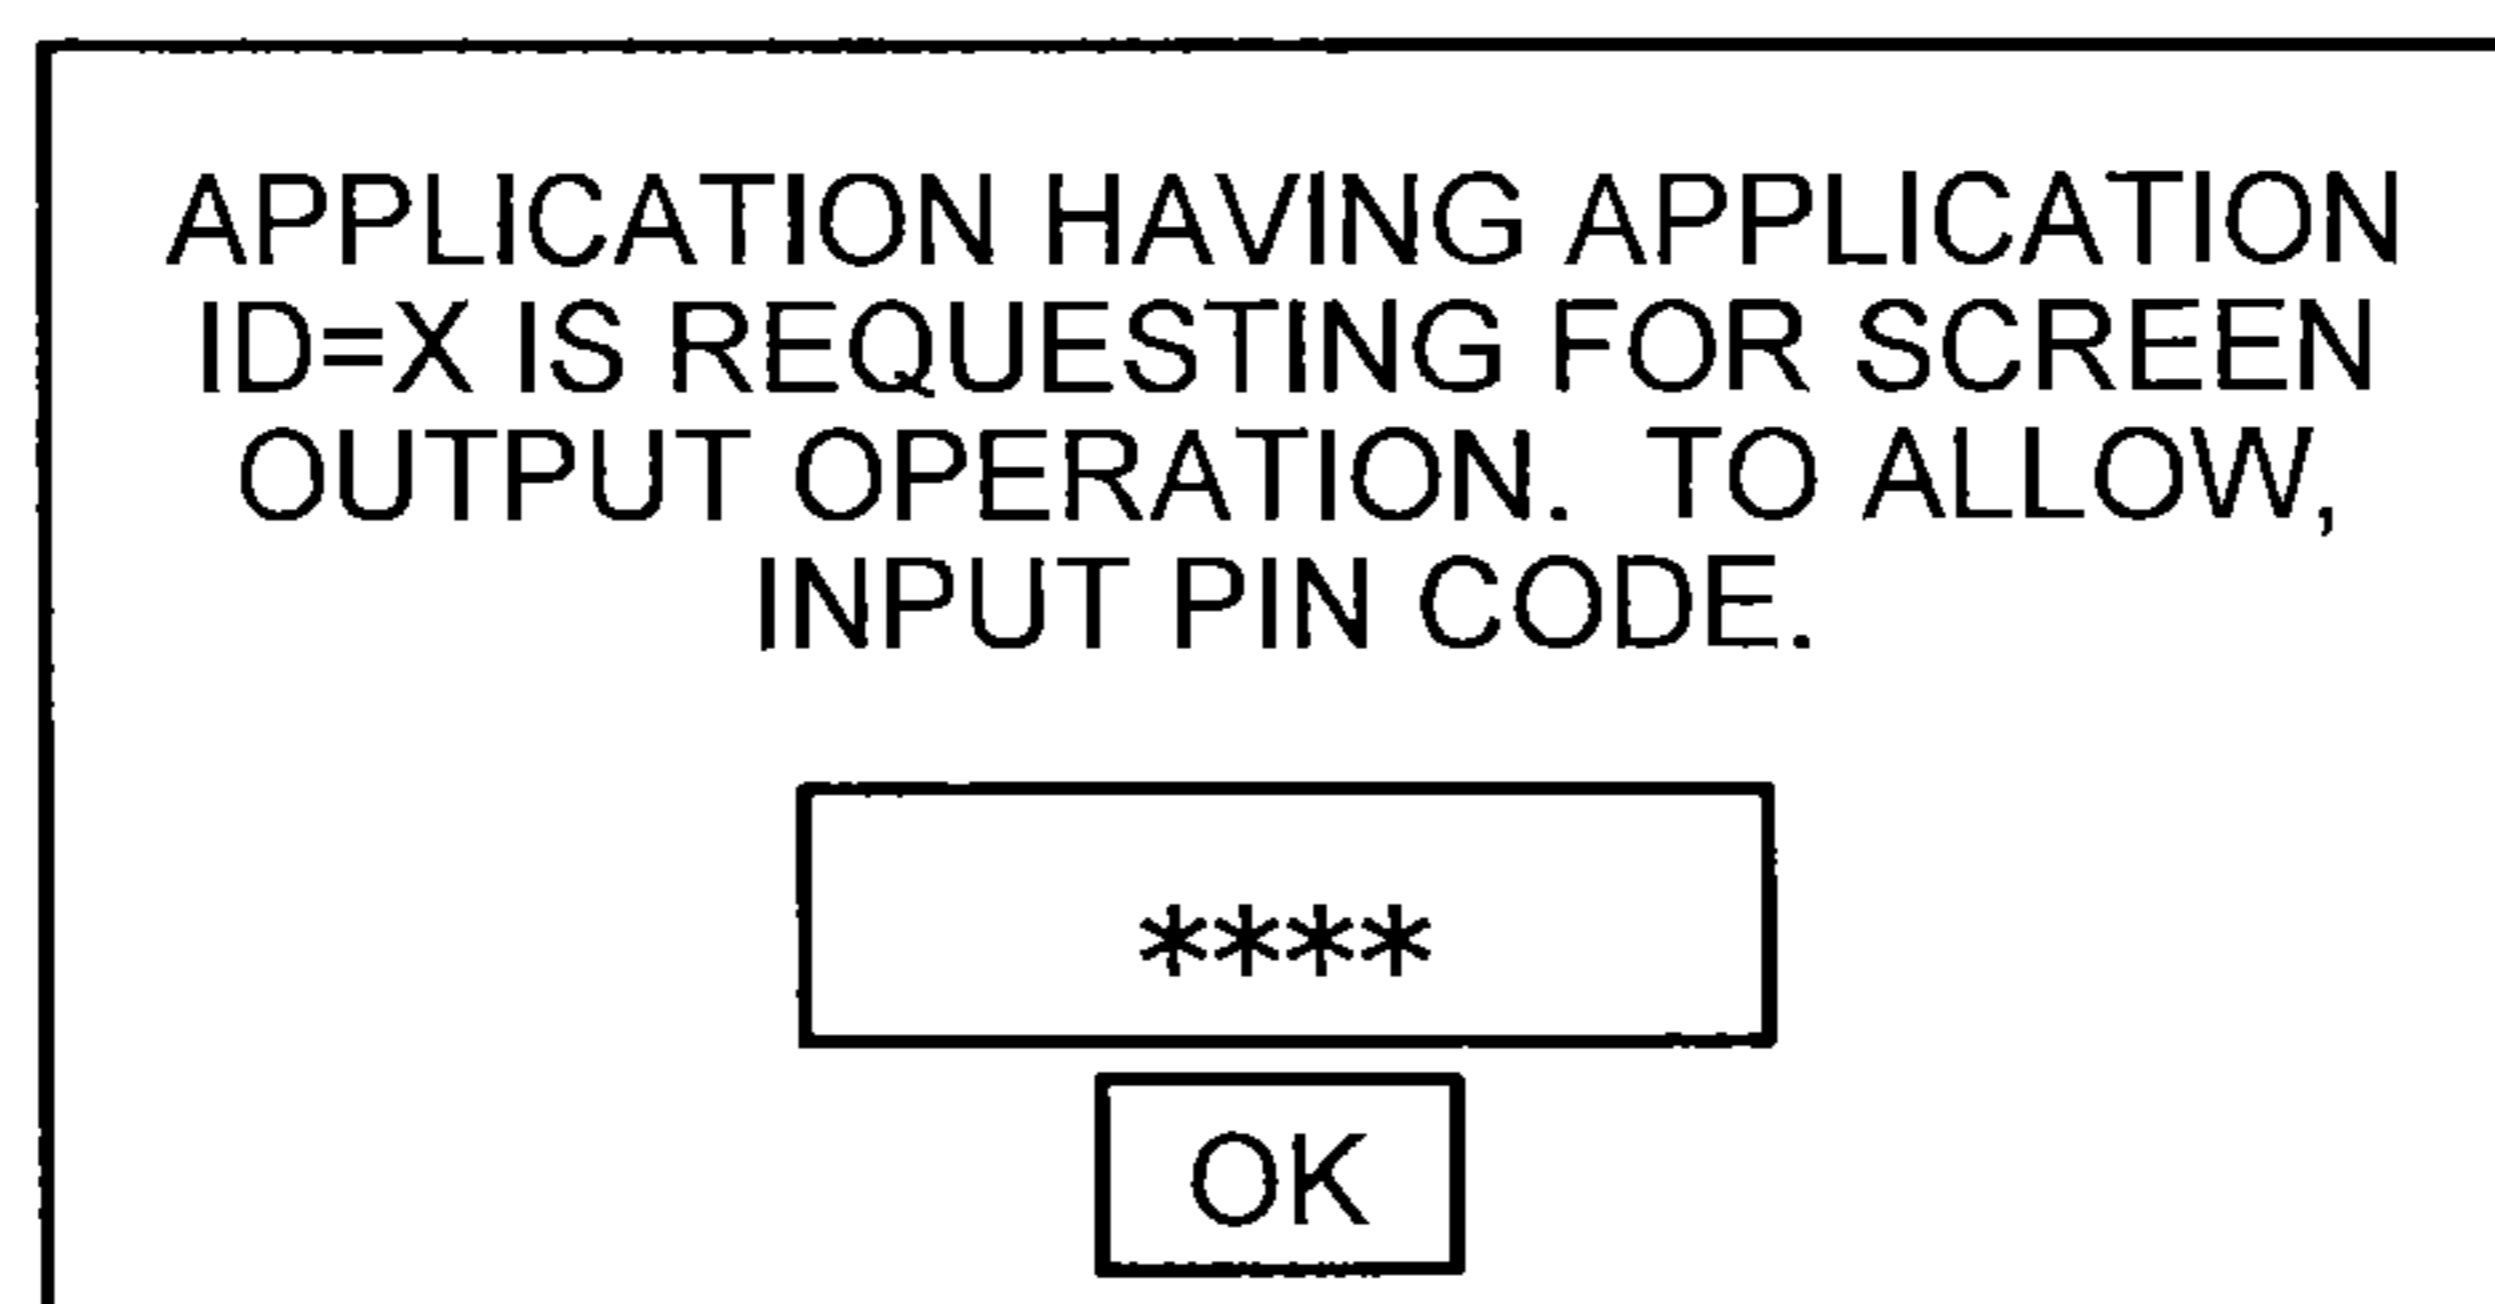 APPLICATION HAVING APPLICATION
ID=X IS REQUESTING FOR SCREEN
OUTPUT OPERATION. TO ALLOW,
INPUT PIN CODE.
****
OK